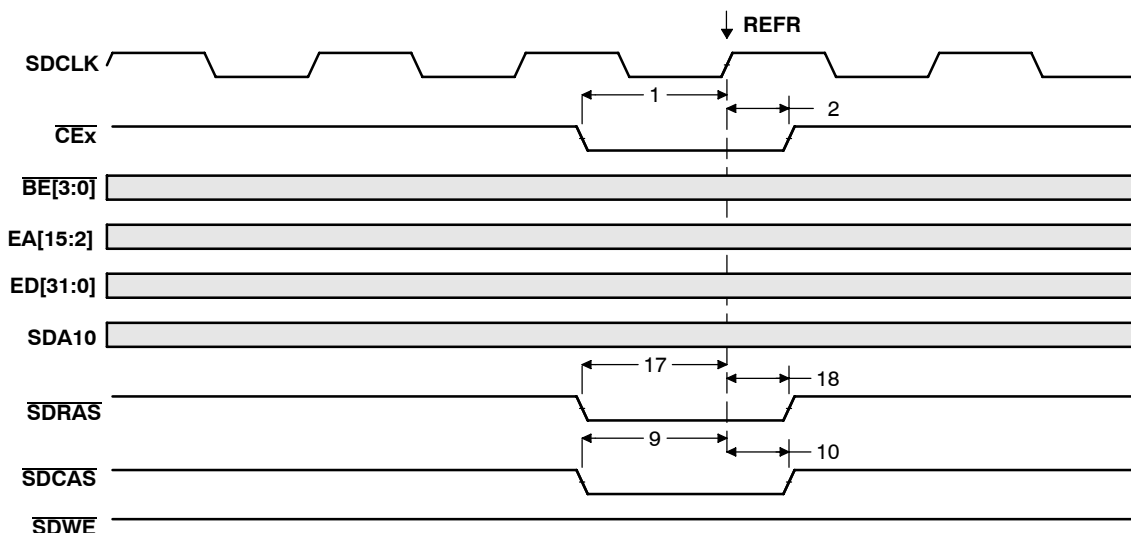 REFR
SDCLK
1
2
CEx
BE[3:0]
EA[15:2]
ED[31:0]
SDA10
17
18
SDRAS
9
10
SDCAS
SDWE